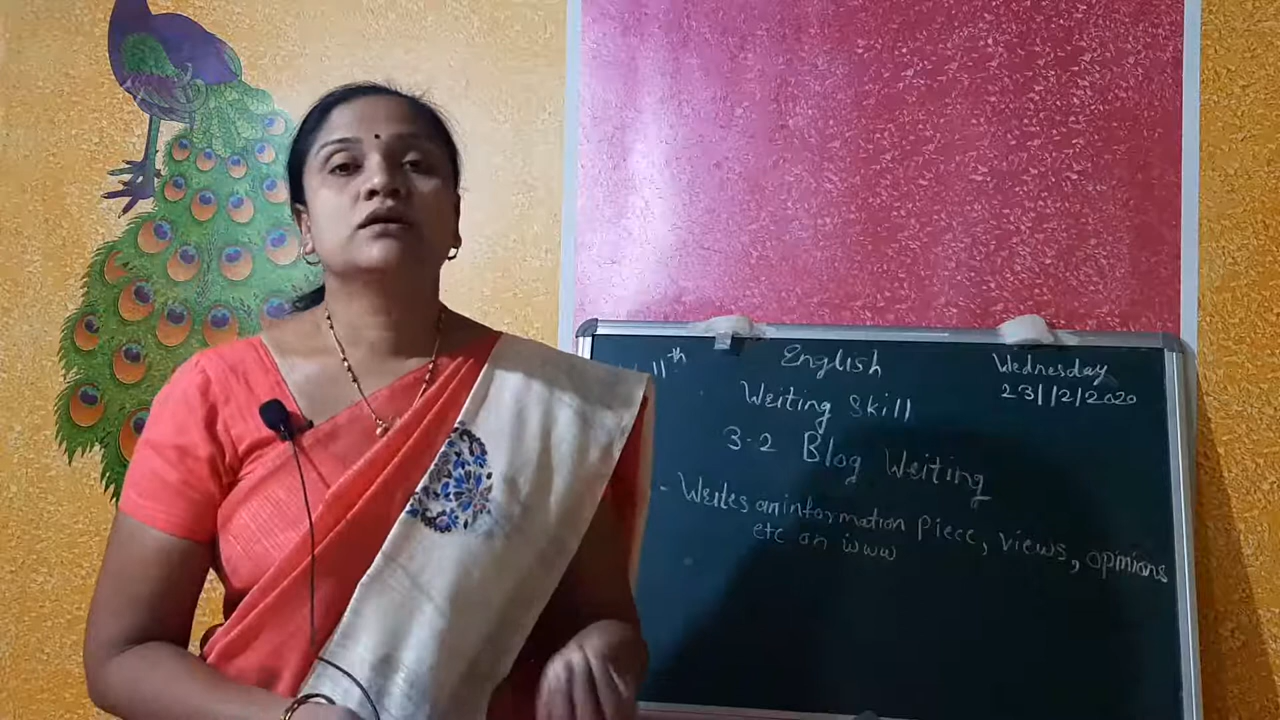 11th English Wednesday
23/12/2020
Writing Skill
3-2 Blog Writing
- Writes an information piece, views, opinions
etc on www